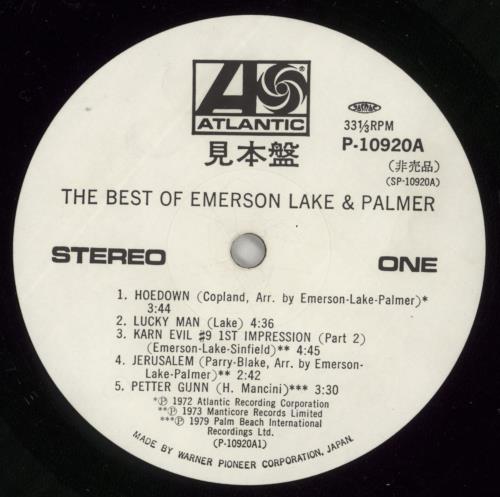 ATLANTIC®
見本盤
JASRAC
33⅓RPM
P-10920A
(非売品)
(SP-10920A)
THE BEST OF EMERSON LAKE & PALMER
STEREO
ONE
1. HOEDOWN (Copland, Arr. by Emerson-Lake-Palmer)*
3:44
2. LUCKY MAN (Lake) 4:36
3. KARN EVIL #9 1ST IMPRESSION (Part 2)
(Emerson-Lake-Sinfield)** 4:45
4. JERUSALEM (Parry-Blake, Arr. by Emerson-
Lake-Palmer)** 2:42
5. PETTER GUNN (H. Mancini)*** 3:30
*℗ 1972 Atlantic Recording Corporation
**℗ 1973 Manticore Records Limited
***℗ 1979 Palm Beach International
Recordings Ltd.
(P-10920A1)
MADE BY WARNER PIONEER CORPORATION, JAPAN.